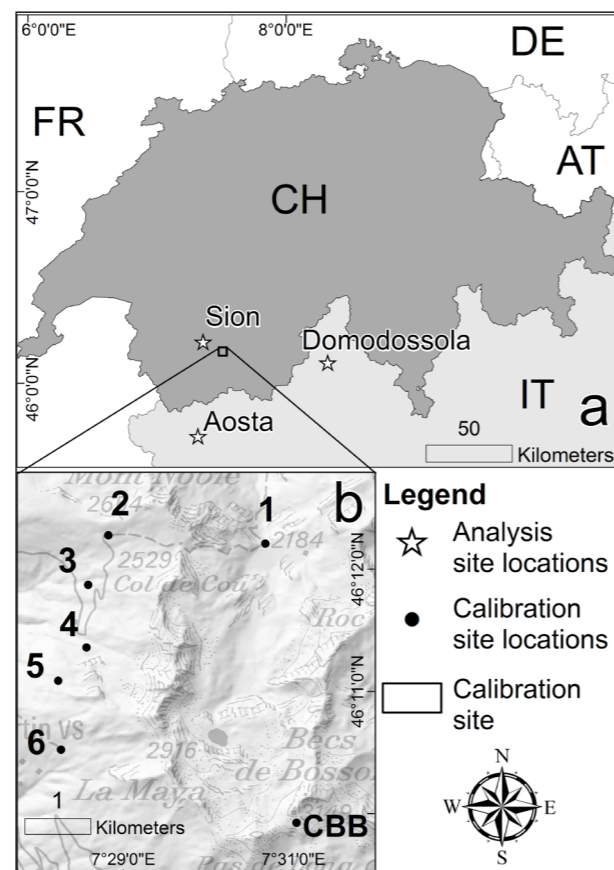 6°0'0"E
8°0'0"E
DE
FR
AT
47°0'0"N
CH
Sion
Domodossola
46°0'0"N
IT
a
Aosta
50
Kilometers
Mont Noble
b
2
1
2184
3
2529
Col de Cou
46°12'0"N
Roc
4
5
46°11'0"N
6
2916
Becs
de Bosson
La Maya
1
Kilometers
CBB
7°29'0"E
7°31'0"E
Legend
Analysis
site locations
Calibration
site locations
Calibration
site
N
W
E
S